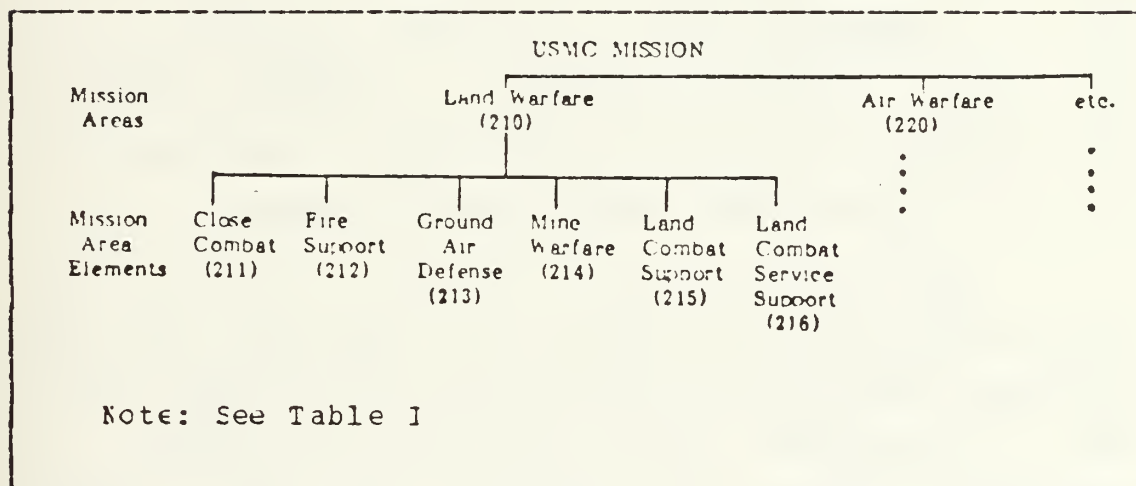 USMC MISSION
Mission Areas
Land Warfare (210)
Air Warfare (220)
etc.
Mission Area Elements
Close Combat (211)
Fire Support (212)
Ground Air Defense (213)
Mine Warfare (214)
Land Combat Support (215)
Land Combat Service Support (216)
Note: See Table I